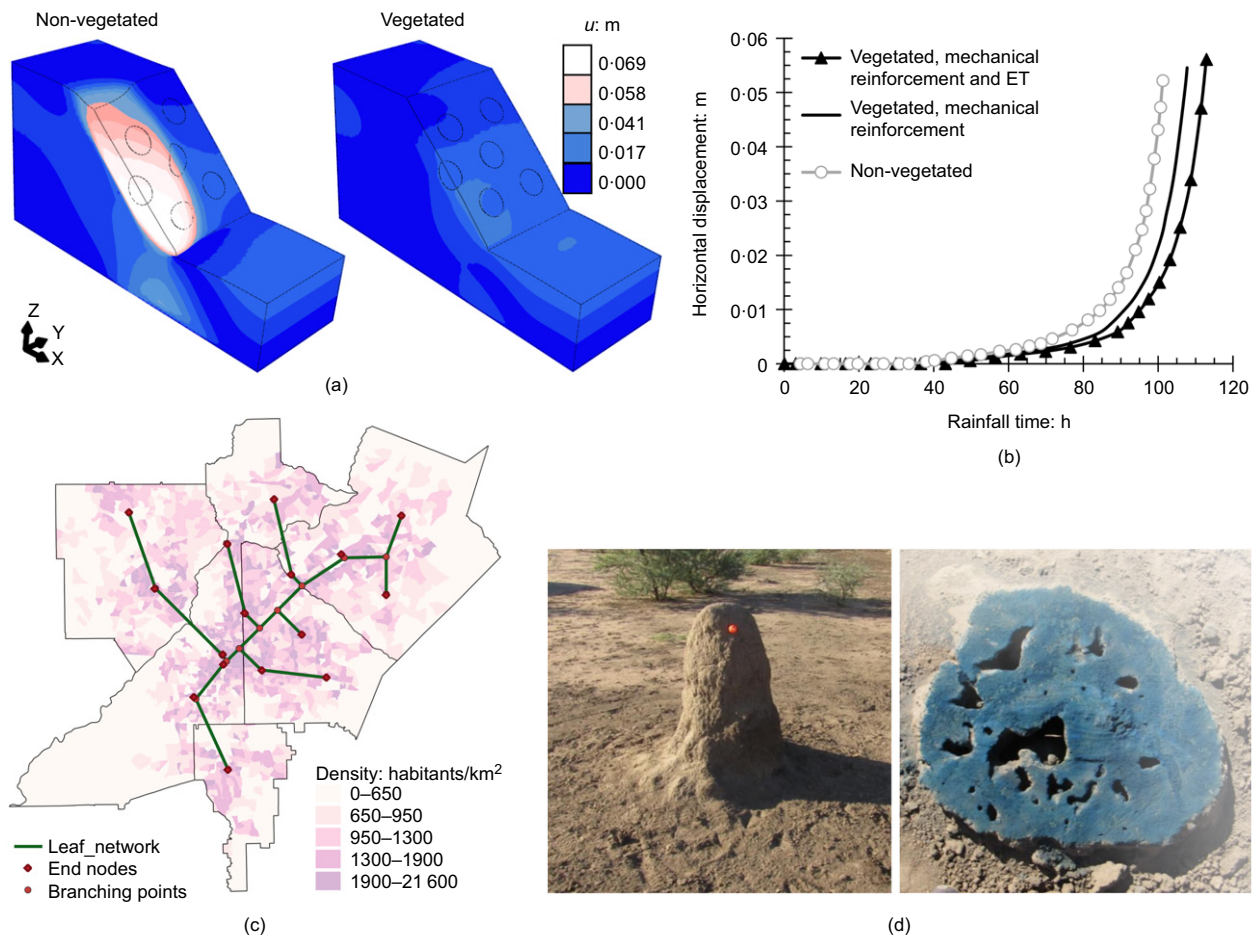 Non-vegetated
Vegetated
u: m
0·069
0·058
0·041
0·017
0·000
Z
Y
X
(a)
0·06
0·05
0·04
0·03
0·02
0·01
0
Horizontal displacement: m
Vegetated, mechanical
reinforcement and ET
Vegetated, mechanical
reinforcement
Non-vegetated
0 20 40 60 80 100 120
Rainfall time: h
(b)
Density: habitants/km²
0–650
650–950
950–1300
1300–1900
1900–21 600
Leaf_network
End nodes
Branching points
(c)
(d)